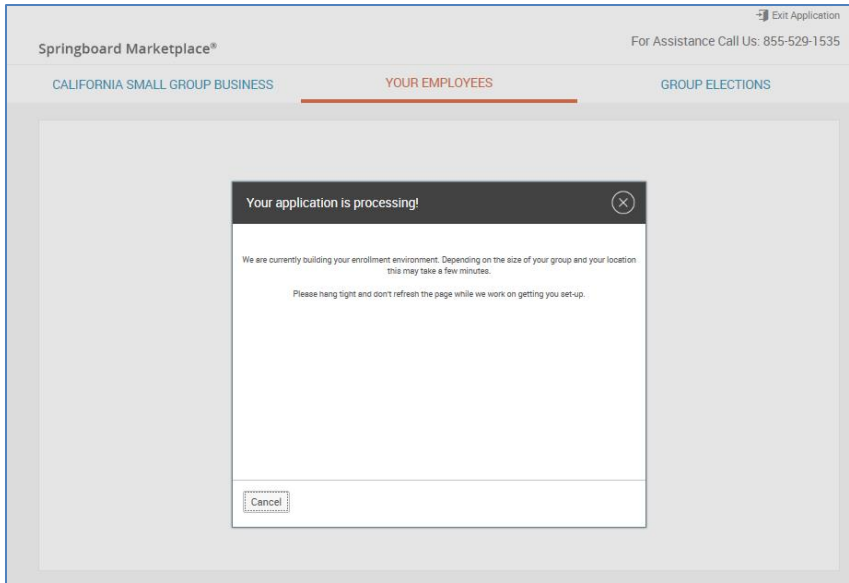 Exit Application
Springboard Marketplace®
For Assistance Call Us: 855-529-1535
CALIFORNIA SMALL GROUP BUSINESS
YOUR EMPLOYEES
GROUP ELECTIONS
Your application is processing!
We are currently building your enrollment environment. Depending on the size of your group and your location
this may take a few minutes.
Please hang tight and don't refresh the page while we work on getting you set-up.
Cancel